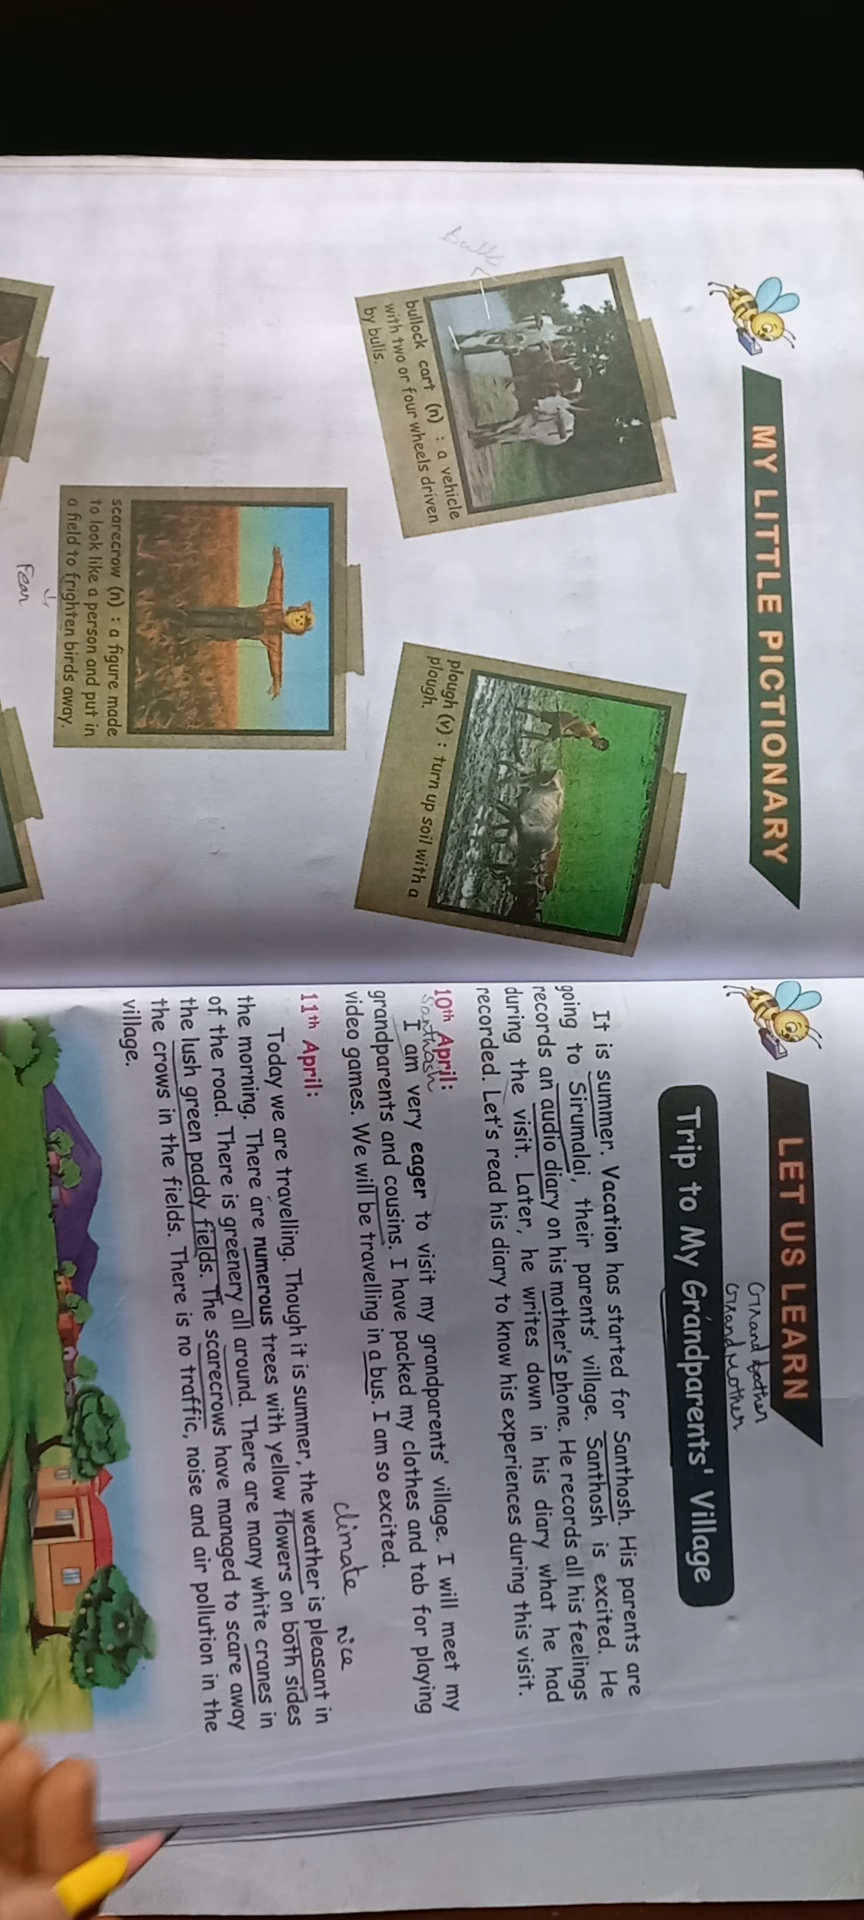 MY LITTLE PICTIONARY
bullock cart (n) : a vehicle
with two or four wheels driven
by bulls.
plough (v) : turn up soil with a
plough.
scarecrow (n) : a figure made
to look like a person and put in
a field to frighten birds away.
Fear
LET US LEARN
Grand Mother
Trip to My Grandparents' Village
It is summer. Vacation has started for Santhosh. His parents are
going to Sirumalai, their parents' village. Santhosh is excited. He
records an audio diary on his mother's phone. He records all his feelings
during the visit. Later, he writes down in his diary what he had
recorded. Let's read his diary to know his experiences during this visit.
10th April:
Santhosh
I am very eager to visit my grandparents' village. I will meet my
grandparents and cousins. I have packed my clothes and tab for playing
video games. We will be travelling in a bus. I am so excited.
climate nice
11th April:
Today we are travelling. Though it is summer, the weather is pleasant in
the morning. There are numerous trees with yellow flowers on both sides
of the road. There is greenery all around. There are many white cranes in
the lush green paddy fields. The scarecrows have managed to scare away
the crows in the fields. There is no traffic, noise and air pollution in the
village.